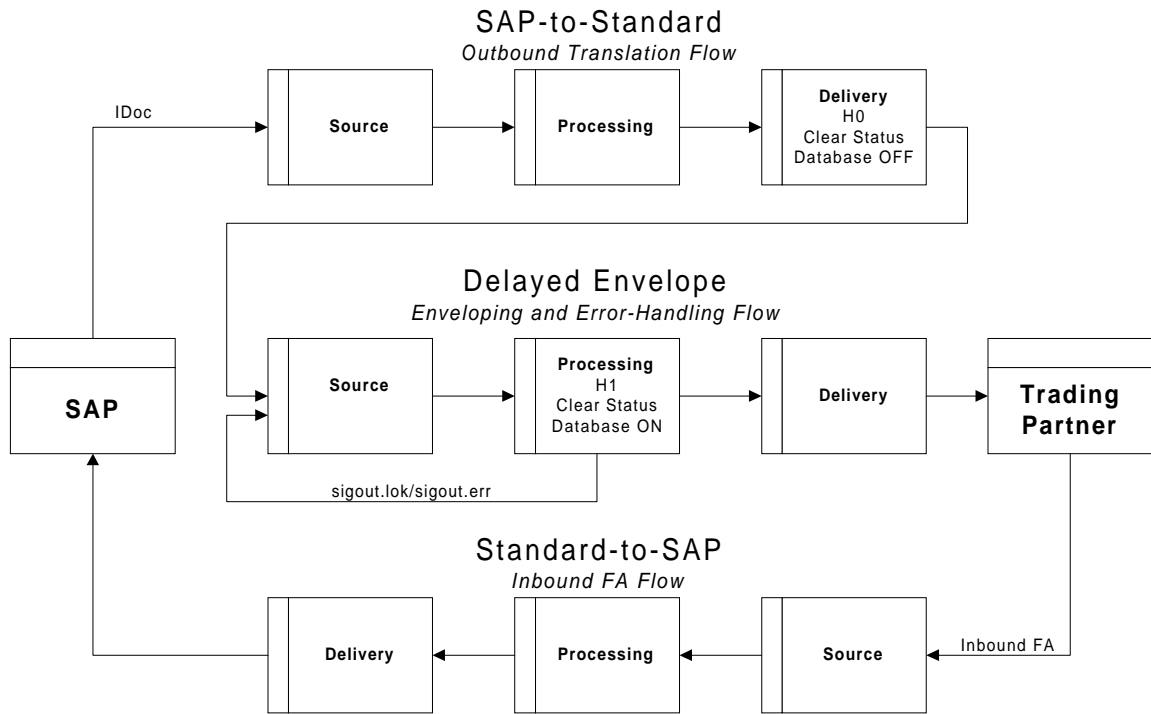 SAP-to-Standard
Outbound Translation Flow
IDoc
Source
Processing
Delivery
H0
Clear Status
Database OFF
Delayed Envelope
Enveloping and Error-Handling Flow
SAP
Source
Processing
H1
Clear Status
Database ON
Delivery
Trading
Partner
sigout.lok/sigout.err
Standard-to-SAP
Inbound FA Flow
Delivery
Processing
Source
Inbound FA